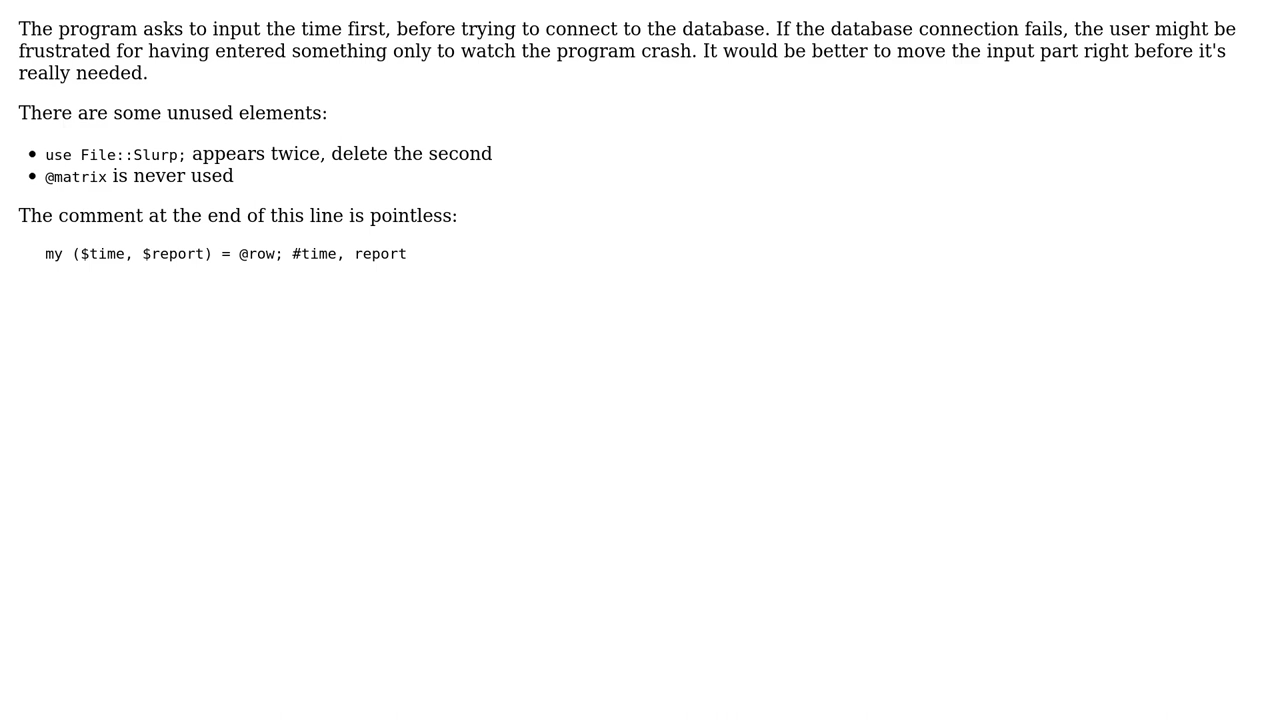 The program asks to input the time first, before trying to connect to the database. If the database connection fails, the user might be
frustrated for having entered something only to watch the program crash. It would be better to move the input part right before it's
really needed.
There are some unused elements:
• use File::Slurp; appears twice, delete the second
• @matrix is never used
The comment at the end of this line is pointless:
my ($time, $report) = @row; #time, report